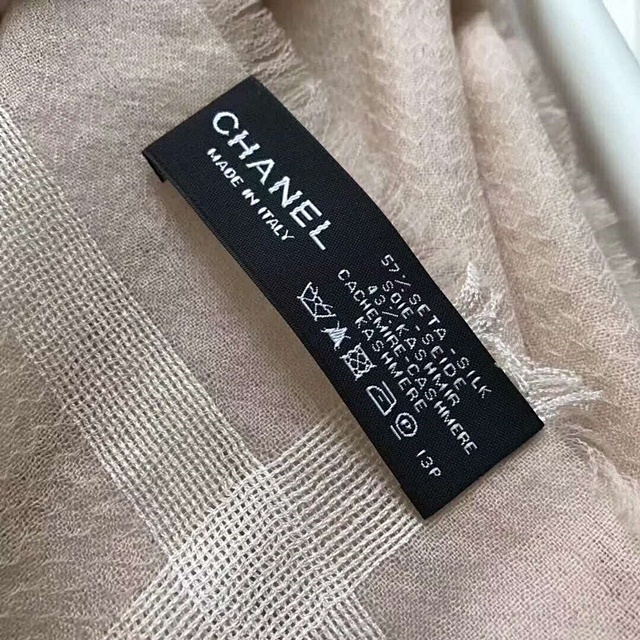 CHANEL
MADE IN ITALY
57% SETA-SILK
SOIE-SEIDE
43% KASHMIR
CACHEMIRE-CASHMERE
KASHMERE
13P